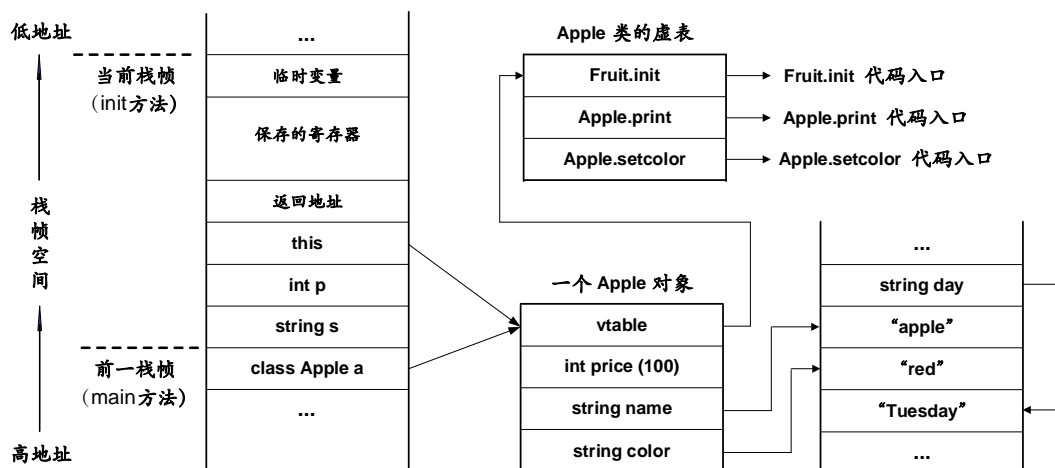 低地址
栈帧空间
高地址
当前栈帧
(init方法)
前一栈帧
(main方法)
...
临时变量
保存的寄存器
返回地址
this
int p
string s
class Apple a
...
Apple 类的虚表
Fruit.init
Apple.print
Apple.setcolor
Fruit.init 代码入口
Apple.print 代码入口
Apple.setcolor 代码入口
一个 Apple 对象
vtable
int price (100)
string name
string color
...
string day
“apple”
“red”
“Tuesday”
...